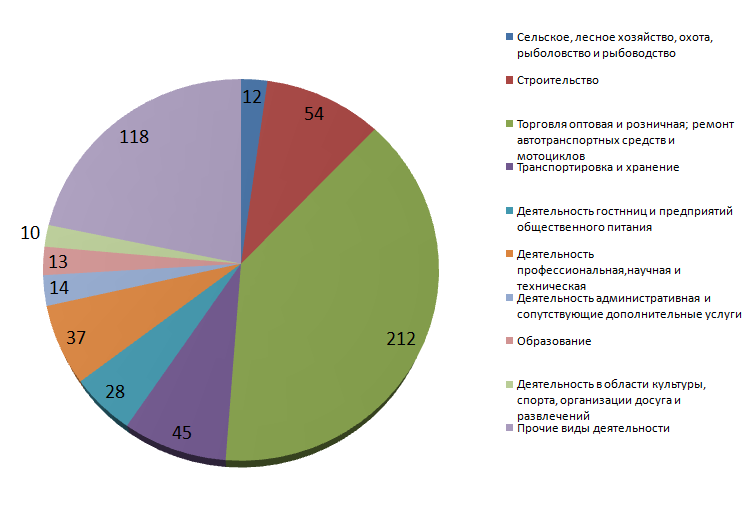 12
54
118
10
13
14
37
28
45
212
Сельское, лесное хозяйство, охота,
рыболовство и рыбоводство
Строительство
Торговля оптовая и розничная; ремонт
автотранспортных средств и
мотоциклов
Транспортировка и хранение
Деятельность гостнниц и предприятий
общественного питания
Деятельность
профессиональная,научная и
техническая
Деятельность административная и
сопутствующие дополнительные услуги
Образование
Деятельность в области культуры,
спорта, организации досуга и
развлечений
Прочие виды деятельности